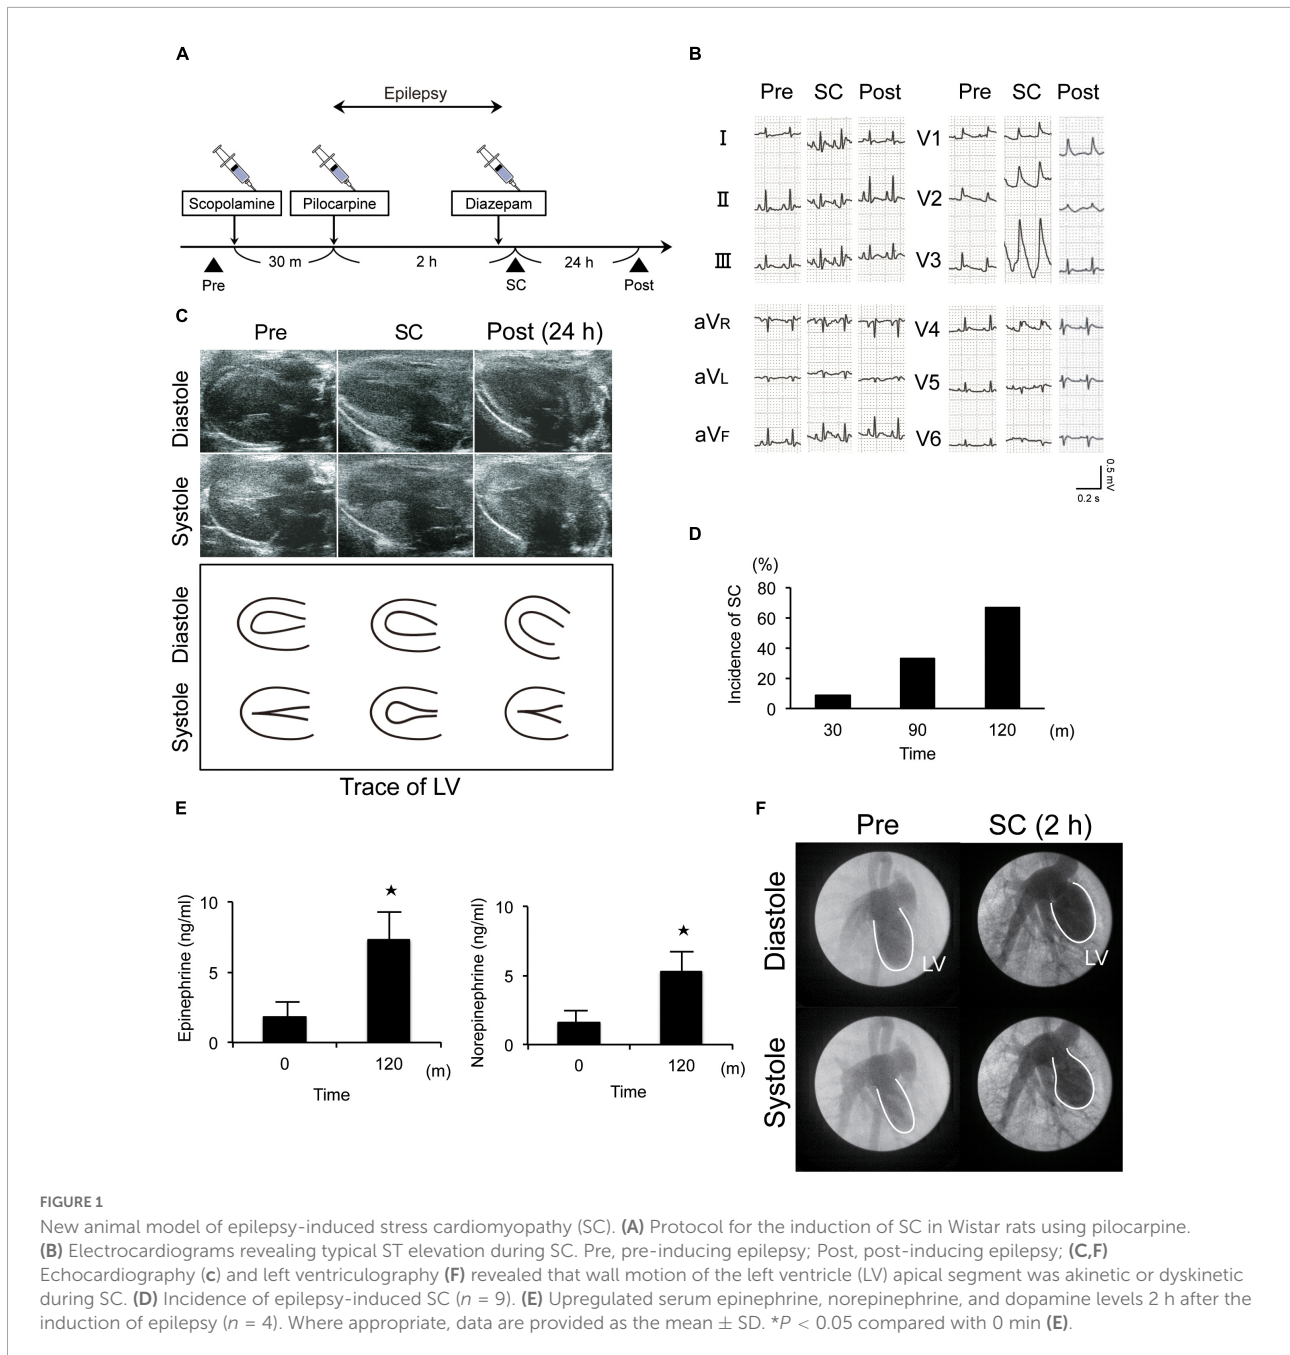 A
Epilepsy
Scopolamine
Pilocarpine
Diazepam
30 m
2 h
24 h
Pre
SC
Post
B
Pre SC Post Pre SC Post
I V1
II V2
III V3
aVR V4
aVL V5
aVF V6
0.5 mV
0.2 s
C
Pre SC Post (24 h)
Diastole
Systole
Diastole
Systole
Trace of LV
D
(%)
Incidence of SC
80
60
40
20
0
30 90 120 (m)
Time
E
Epinephrine (ng/ml)
10
5
0
★
0 120 (m)
Time
Norepinephrine (ng/ml)
10
5
0
★
0 120 (m)
Time
F
Pre SC (2 h)
Diastole
LV LV
Systole
FIGURE 1
New animal model of epilepsy-induced stress cardiomyopathy (SC). (A) Protocol for the induction of SC in Wistar rats using pilocarpine.
(B) Electrocardiograms revealing typical ST elevation during SC. Pre, pre-inducing epilepsy; Post, post-inducing epilepsy; (C,F)
Echocardiography (c) and left ventriculography (F) revealed that wall motion of the left ventricle (LV) apical segment was akinetic or dyskinetic
during SC. (D) Incidence of epilepsy-induced SC (n = 9). (E) Upregulated serum epinephrine, norepinephrine, and dopamine levels 2 h after the
induction of epilepsy (n = 4). Where appropriate, data are provided as the mean ± SD. *P < 0.05 compared with 0 min (E).